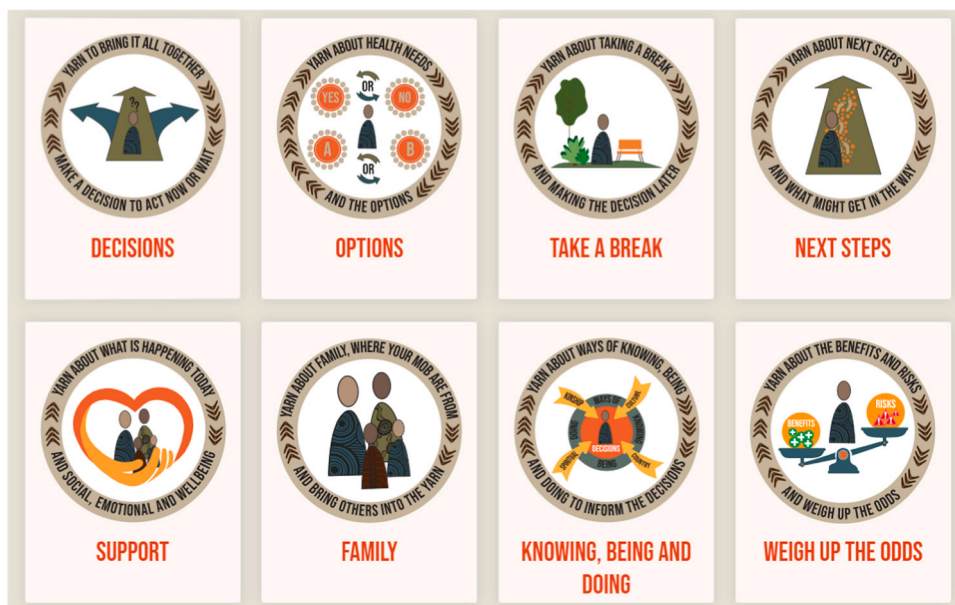 YARN TO BRING IT ALL TOGETHER
??
MAKE A DECISION TO ACT NOW OR WAIT
DECISIONS
YARN ABOUT HEALTH NEEDS
YES
OR
NO
A
OR
B
AND THE OPTIONS
OPTIONS
YARN ABOUT TAKING A BREAK
AND MAKING THE DECISION LATER
TAKE A BREAK
YARN ABOUT NEXT STEPS
AND WHAT MIGHT GET IN THE WAY
NEXT STEPS
YARN ABOUT WHAT IS HAPPENING TODAY
AND SOCIAL, EMOTIONAL AND WELLBEING
SUPPORT
YARN ABOUT FAMILY, WHERE YOUR MOB ARE FROM
AND BRING OTHERS INTO THE YARN
FAMILY
YARN ABOUT WAYS OF KNOWING, BEING
KINSHIP
WAYS OF
CULTURE
DOING
KNOWING
DECISIONS
SPIRITUAL
BEING
COUNTRY
AND DOING TO INFORM THE DECISIONS
KNOWING, BEING AND
DOING
YARN ABOUT THE BENEFITS AND RISKS
BENEFITS
RISKS
AND WEIGH UP THE ODDS
WEIGH UP THE ODDS